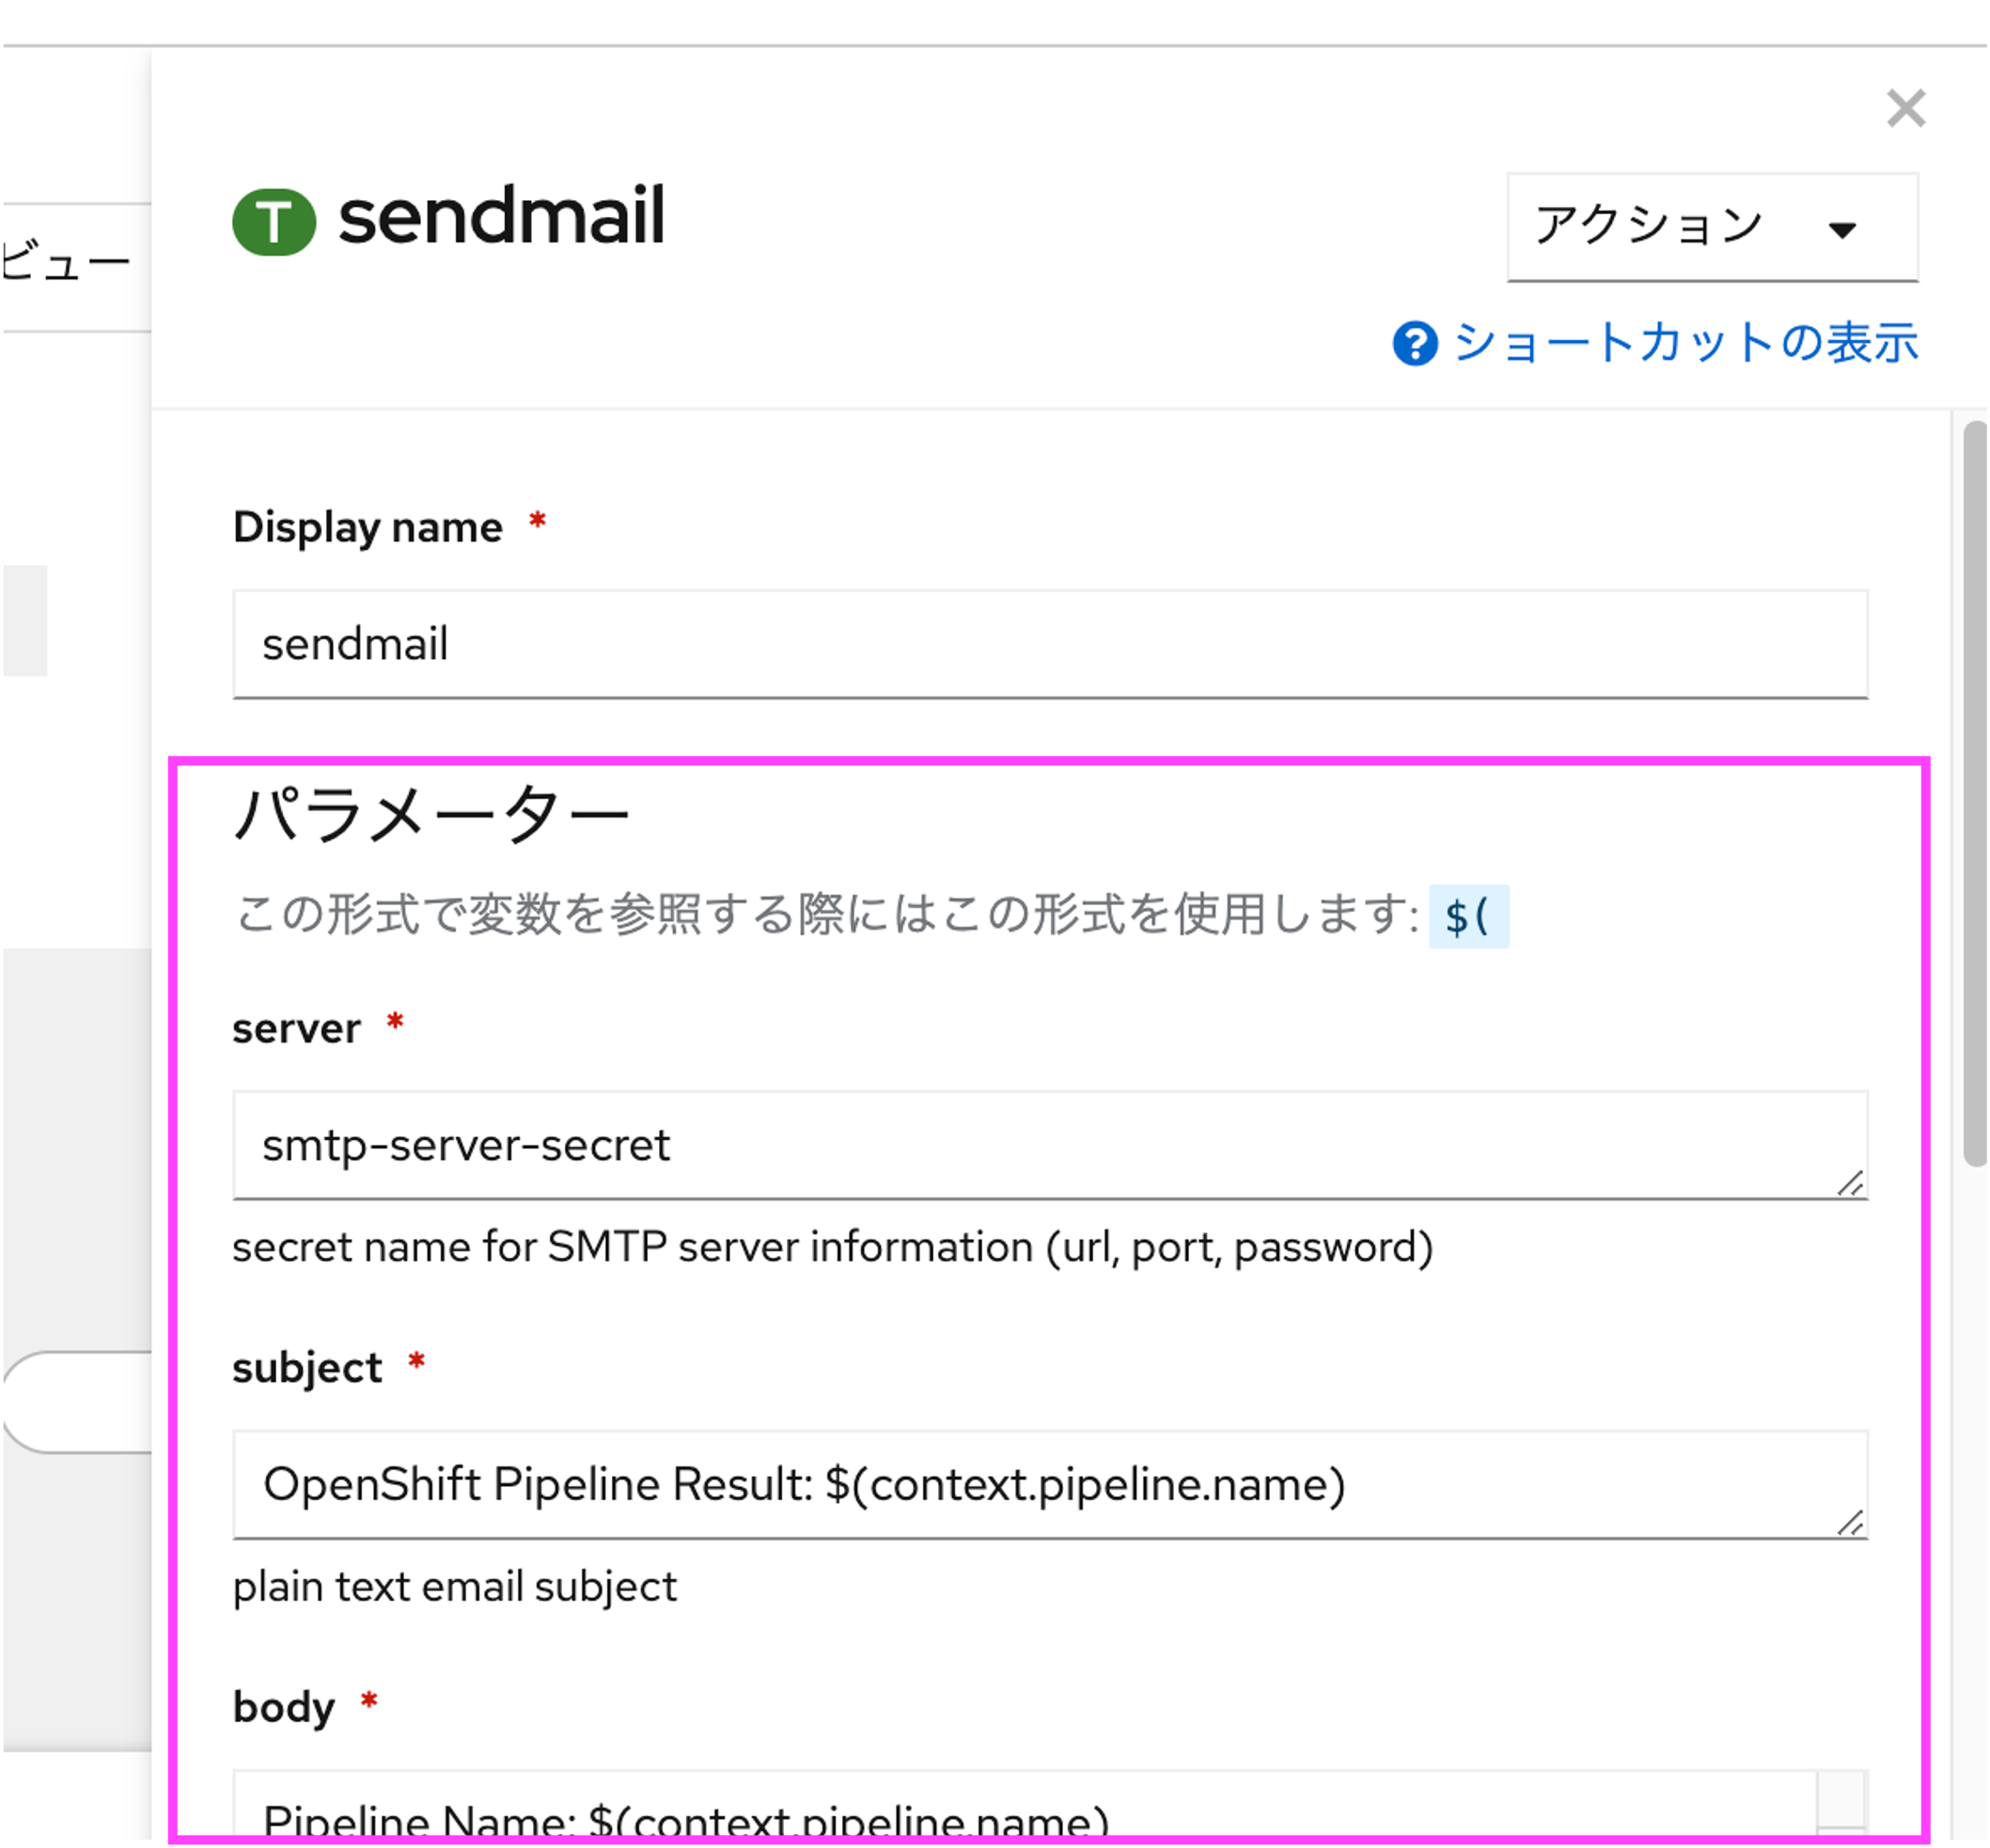 sendmail
アクション
ビュー
ショートカットの表示
Display name *
sendmail
パラメーター
この形式で変数を参照する際にはこの形式を使用します: $(
server *
smtp-server-secret
secret name for SMTP server information (url, port, password)
subject *
OpenShift Pipeline Result: $(context.pipeline.name)
plain text email subject
body *
Pipeline Name: $(context.pipeline.name)